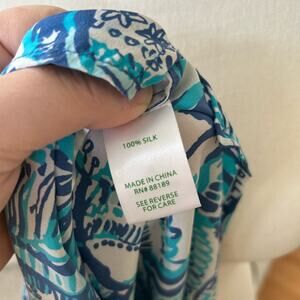 100% SILK
MADE IN CHINA
RN# 88189
SEE REVERSE
FOR CARE